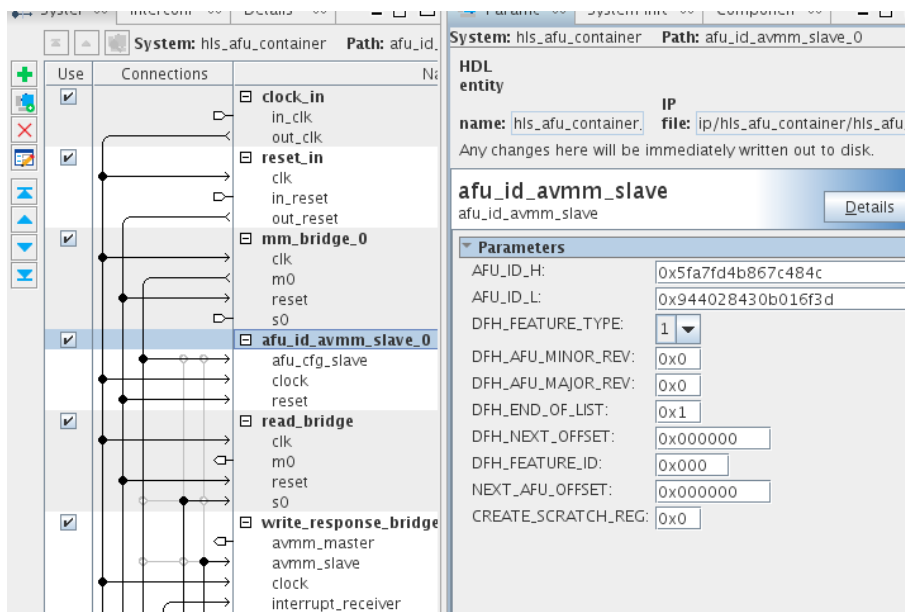 System: hls_afu_container Path: afu_id_
Use Connections
clock_in
in_clk
out_clk
reset_in
clk
in_reset
out_reset
mm_bridge_0
clk
m0
reset
s0
afu_id_avmm_slave_0
afu_cfg_slave
clock
reset
read_bridge
clk
m0
reset
s0
write_response_bridge
avmm_master
avmm_slave
clock
interrupt_receiver
System: hls_afu_container Path: afu_id_avmm_slave_0
HDL
entity
IP
name: hls_afu_container_ file: ip/hls_afu_container/hls_afu
Any changes here will be immediately written out to disk.
afu_id_avmm_slave
afu_id_avmm_slave
Details
Parameters
AFU_ID_H: 0x5fa7fd4b867c484c
AFU_ID_L: 0x944028430b016f3d
DFH_FEATURE_TYPE: 1
DFH_AFU_MINOR_REV: 0x0
DFH_AFU_MAJOR_REV: 0x0
DFH_END_OF_LIST: 0x1
DFH_NEXT_OFFSET: 0x000000
DFH_FEATURE_ID: 0x000
NEXT_AFU_OFFSET: 0x000000
CREATE_SCRATCH_REG: 0x0